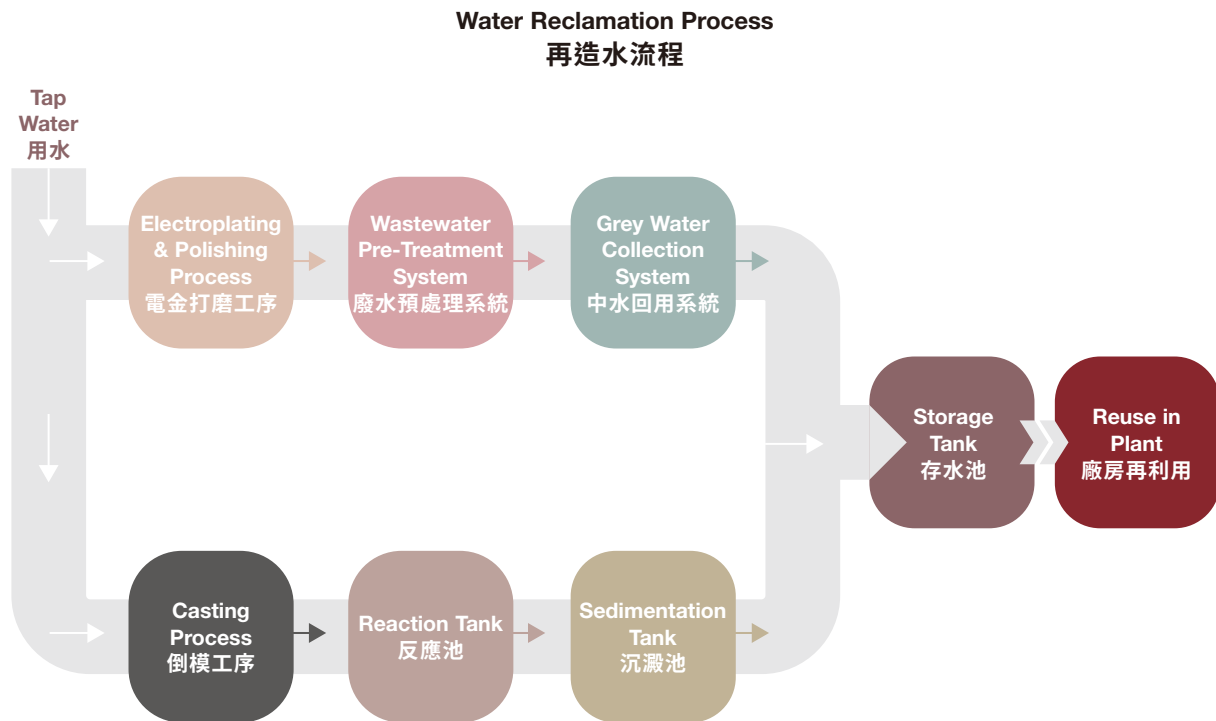 Water Reclamation Process
再造水流程
Tap
Water
用水
Electroplating
& Polishing
Process
電金打磨工序
Wastewater
Pre-Treatment
System
廢水預處理系統
Grey Water
Collection
System
中水回用系統
Storage
Tank
存水池
Reuse in
Plant
廠房再利用
Casting
Process
倒模工序
Reaction Tank
反應池
Sedimentation
Tank
沉澱池